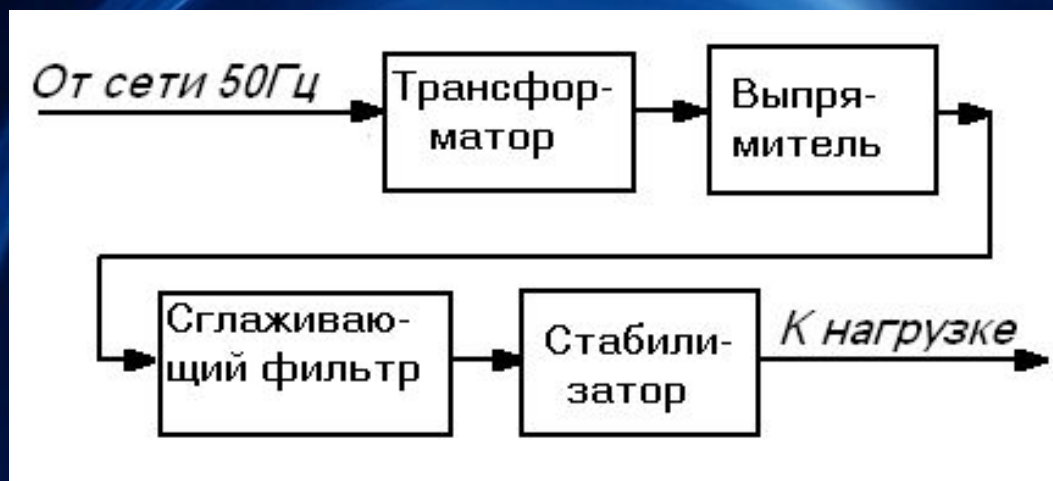 От сети 50Гц
Трансфор-
матор
Выпря-
митель
Сглаживаю-
щий фильтр
Стабили-
затор
К нагрузке